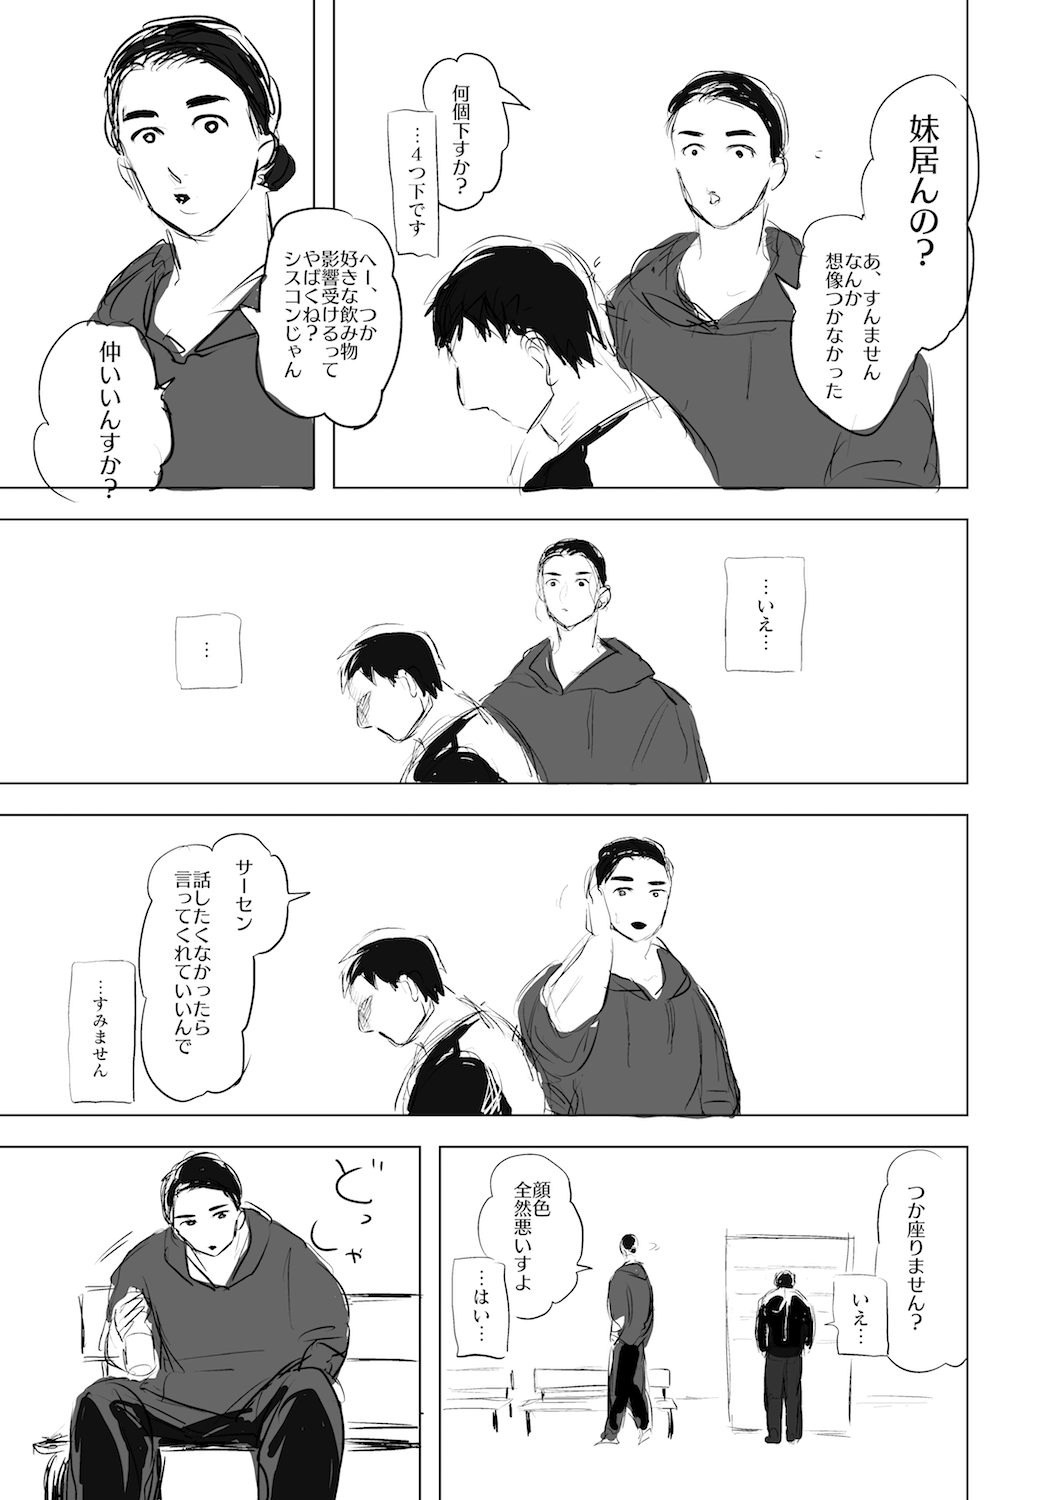 妹居んの？
あ、すんません
なんか
想像つかなかった
何個下すか？
…4つ下です
へー、つか
好きな飲み物
影響受けるって
やばくね？
シスコンじゃん
仲いいんすか？
…いえ…
…
サーセン
話したくなかったら
言ってくれていいんで
…すみません
つか座りません？
いえ…
顔色
全然悪いすよ
…はい…
どっしゃ